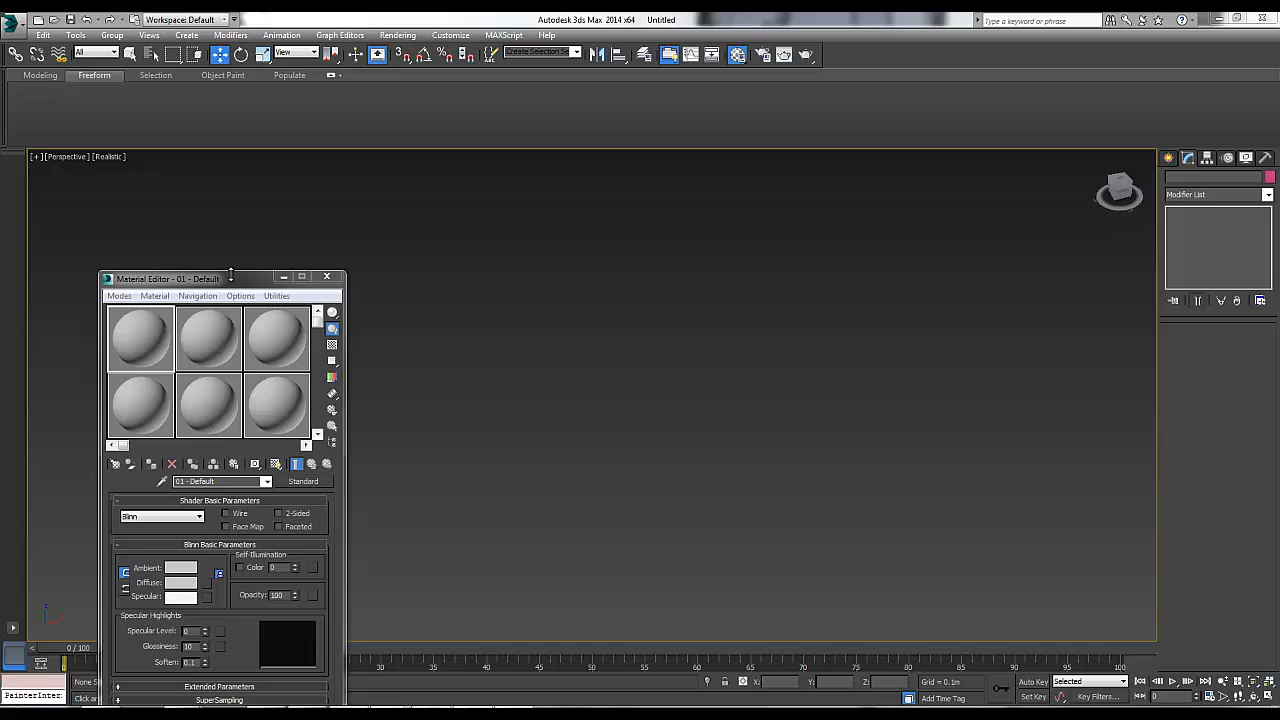 Workspace: Default
Autodesk 3ds Max 2014 x64 Untitled
Type a keyword or phrase
Edit Tools Group Views Create Modifiers Animation Graph Editors Rendering Customize MAXScript Help
All View Create Selection Se
Modeling Freeform Selection Object Paint Populate
[+][Perspective][Realistic]
Modifier List
Material Editor - 01 - Default
Modes Material Navigation Options Utilities
01 - Default Standard
Shader Basic Parameters
Blinn Wire 2-Sided
Face Map Faceted
Blinn Basic Parameters
Self-Illumination
Ambient: Color 0
Diffuse:
Specular: Opacity: 100
Specular Highlights
Specular Level: 0
Glossiness: 10
Soften: 0.1
Extended Parameters
SuperSampling
0 / 100
30 35 40 45 50 55 60 65 70 75 80 85 90 95 100
None S X: Y: Z: Grid = 0.1m Auto Key Selected
PainterInter Click an Add Time Tag Set Key Key Filters... 0